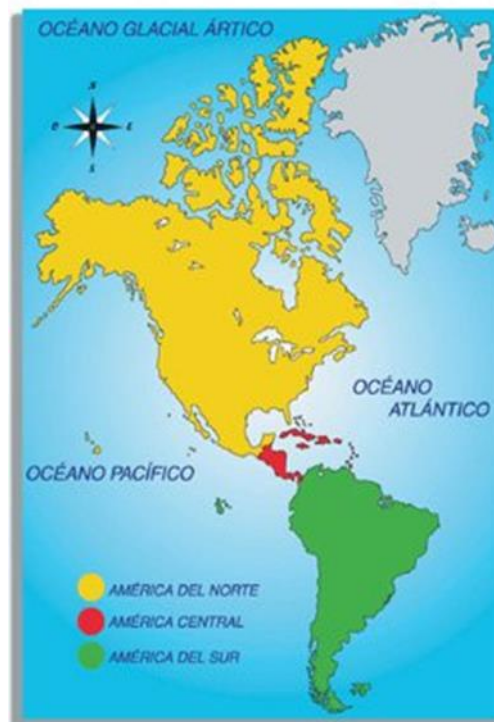 OCÉANO GLACIAL ÁRTICO
OCÉANO
ATLÁNTICO
OCÉANO PACÍFICO
AMÉRICA DEL NORTE
AMÉRICA CENTRAL
AMÉRICA DEL SUR